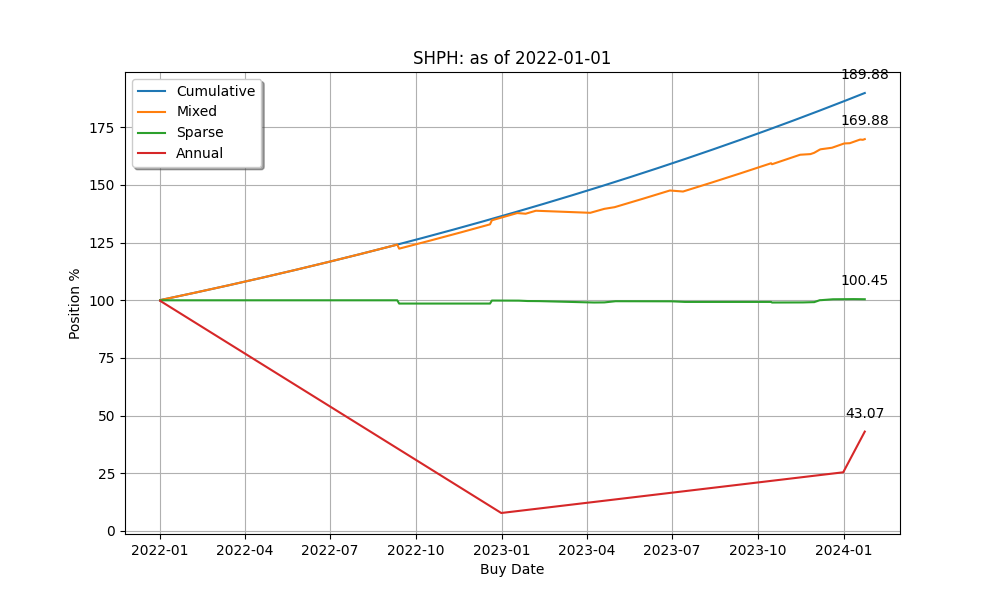 SHPH: as of 2022-01-01
Cumulative
Mixed
Sparse
Annual
189.88
169.88
100.45
43.07
Position %
175
150
125
100
75
50
25
0
2022-01 2022-04 2022-07 2022-10 2023-01 2023-04 2023-07 2023-10 2024-01
Buy Date